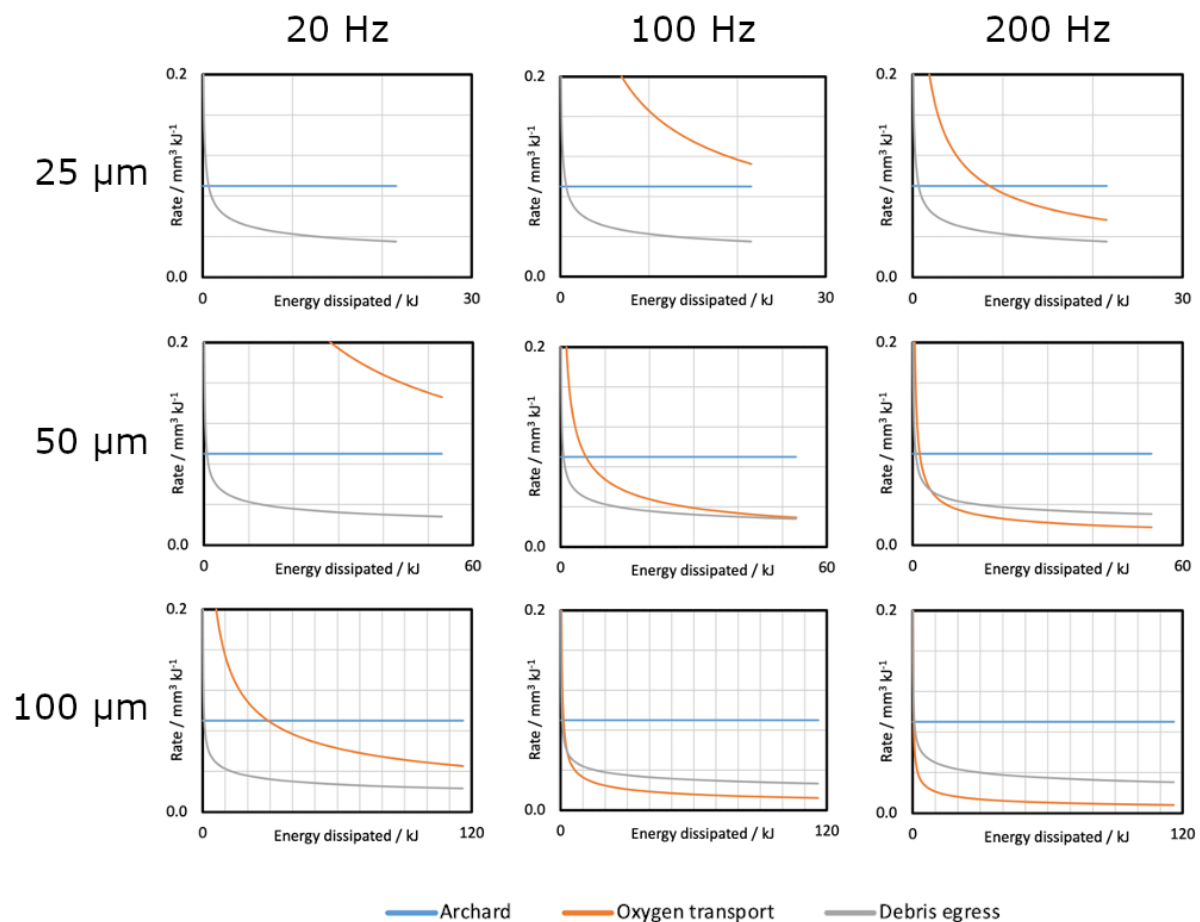 20 Hz 100 Hz 200 Hz
25 µm
0.2 0.2 0.2
Rate / mm³ kJ⁻¹ Rate / mm³ kJ⁻¹ Rate / mm³ kJ⁻¹
0.0 0.0 0.0
0 Energy dissipated / kJ 30 0 Energy dissipated / kJ 30 0 Energy dissipated / kJ 30
50 µm
0.2 0.2 0.2
Rate / mm³ kJ⁻¹ Rate / mm³ kJ⁻¹ Rate / mm³ kJ⁻¹
0.0 0.0 0.0
0 Energy dissipated / kJ 60 0 Energy dissipated / kJ 60 0 Energy dissipated / kJ 60
100 µm
0.2 0.2 0.2
Rate / mm³ kJ⁻¹ Rate / mm³ kJ⁻¹ Rate / mm³ kJ⁻¹
0.0 0.0 0.0
0 Energy dissipated / kJ 120 0 Energy dissipated / kJ 120 0 Energy dissipated / kJ 120
Archard Oxygen transport Debris egress